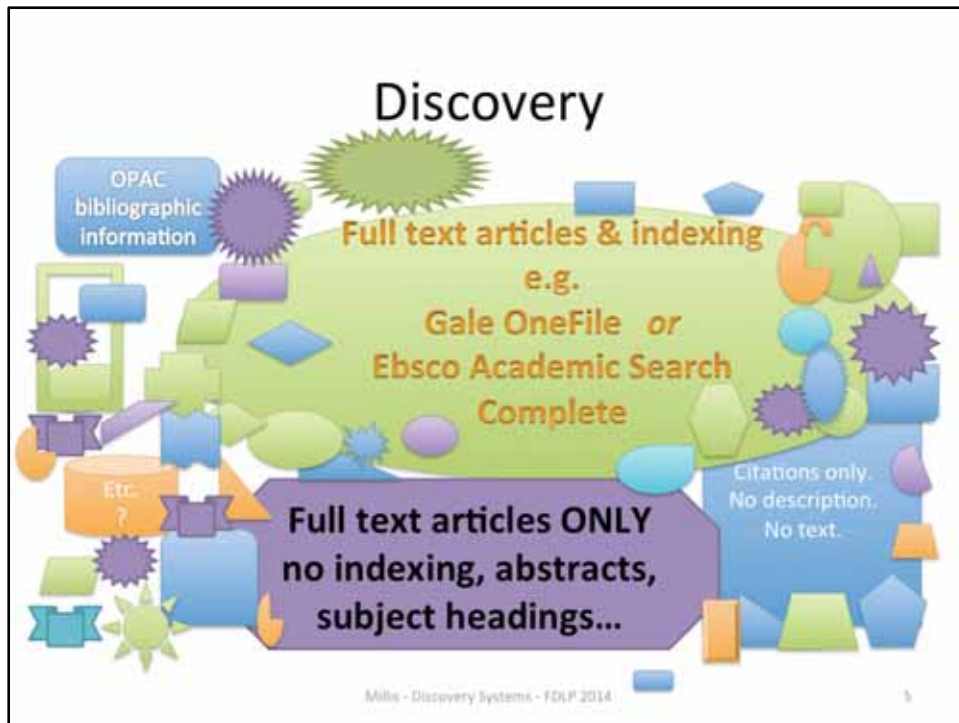 Discovery
OPAC
bibliographic
information
Full text articles & indexing
e.g.
Gale OneFile or
Ebsco Academic Search
Complete
Citations only.
No description.
No text.
Etc.
?
Full text articles ONLY
no indexing, abstracts,
subject headings...
Millis - Discovery Systems - FDLP 2014
5